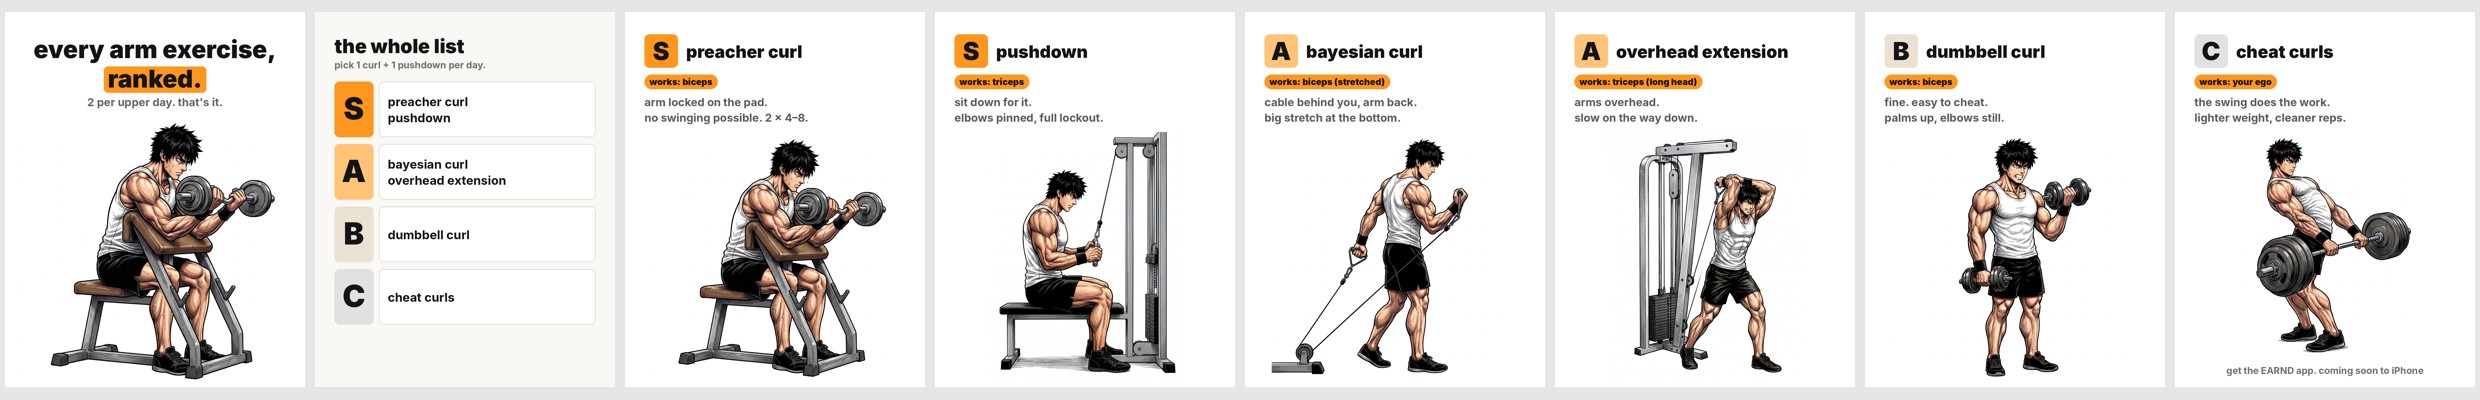 every arm exercise,
ranked.
2 per upper day. that's it.
the whole list
pick 1 curl + 1 pushdown per day.
S
preacher curl
pushdown
A
bayesian curl
overhead extension
B
dumbbell curl
C
cheat curls
S preacher curl
works: biceps
arm locked on the pad.
no swinging possible. 2 × 4–8.
S pushdown
works: triceps
sit down for it.
elbows pinned, full lockout.
A bayesian curl
works: biceps (stretched)
cable behind you, arm back.
big stretch at the bottom.
A overhead extension
works: triceps (long head)
arms overhead.
slow on the way down.
B dumbbell curl
works: biceps
fine. easy to cheat.
palms up, elbows still.
C cheat curls
works: your ego
the swing does the work.
lighter weight, cleaner reps.
get the EARND app. coming soon to iPhone